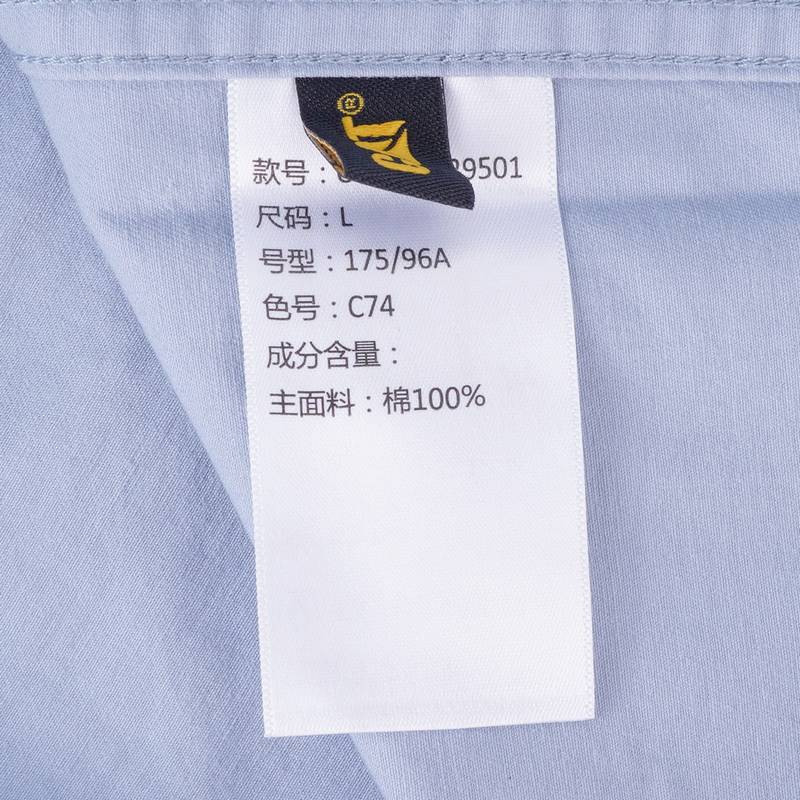 ®
款号：89501
尺码：L
号型：175/96A
色号：C74
成分含量：
主面料：棉100%